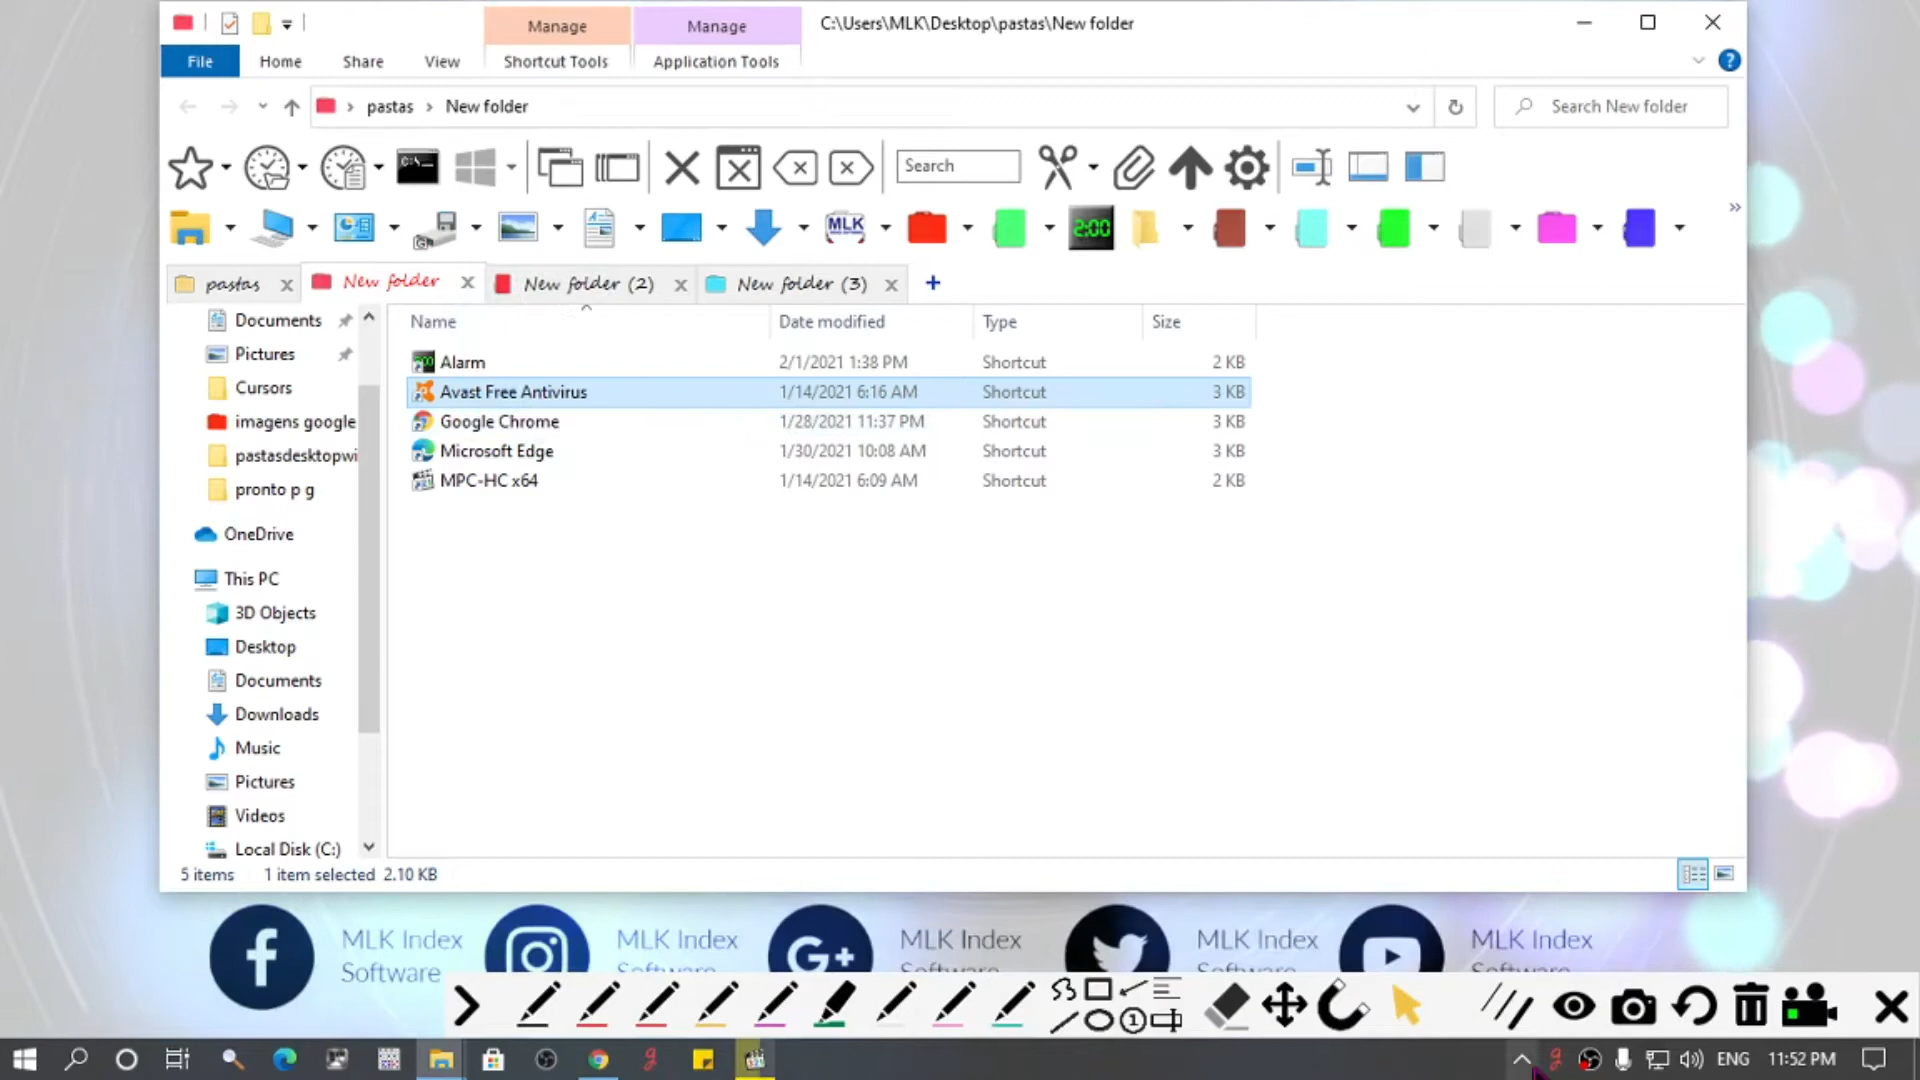 Manage
Manage
C:\Users\MLK\Desktop\pastas\New folder
File
Home
Share
View
Shortcut Tools
Application Tools
pastas
New folder
Search New folder
C:\
Search
MLK
2:00
pastas
New folder
New folder (2)
New folder (3)
Documents
Pictures
Cursors
imagens google
pastasdesktopwi
pronto p g
OneDrive
This PC
3D Objects
Desktop
Documents
Downloads
Music
Pictures
Videos
Local Disk (C:)
Name Date modified Type Size
Alarm 2/1/2021 1:38 PM Shortcut 2 KB
Avast Free Antivirus 1/14/2021 6:16 AM Shortcut 3 KB
Google Chrome 1/28/2021 11:37 PM Shortcut 3 KB
Microsoft Edge 1/30/2021 10:08 AM Shortcut 3 KB
MPC-HC x64 1/14/2021 6:09 AM Shortcut 2 KB
5 items 1 item selected 2.10 KB
MLK Index
Software
MLK Index
Software
MLK Index
Software
MLK Index
Software
MLK Index
Software
ENG
11:52 PM